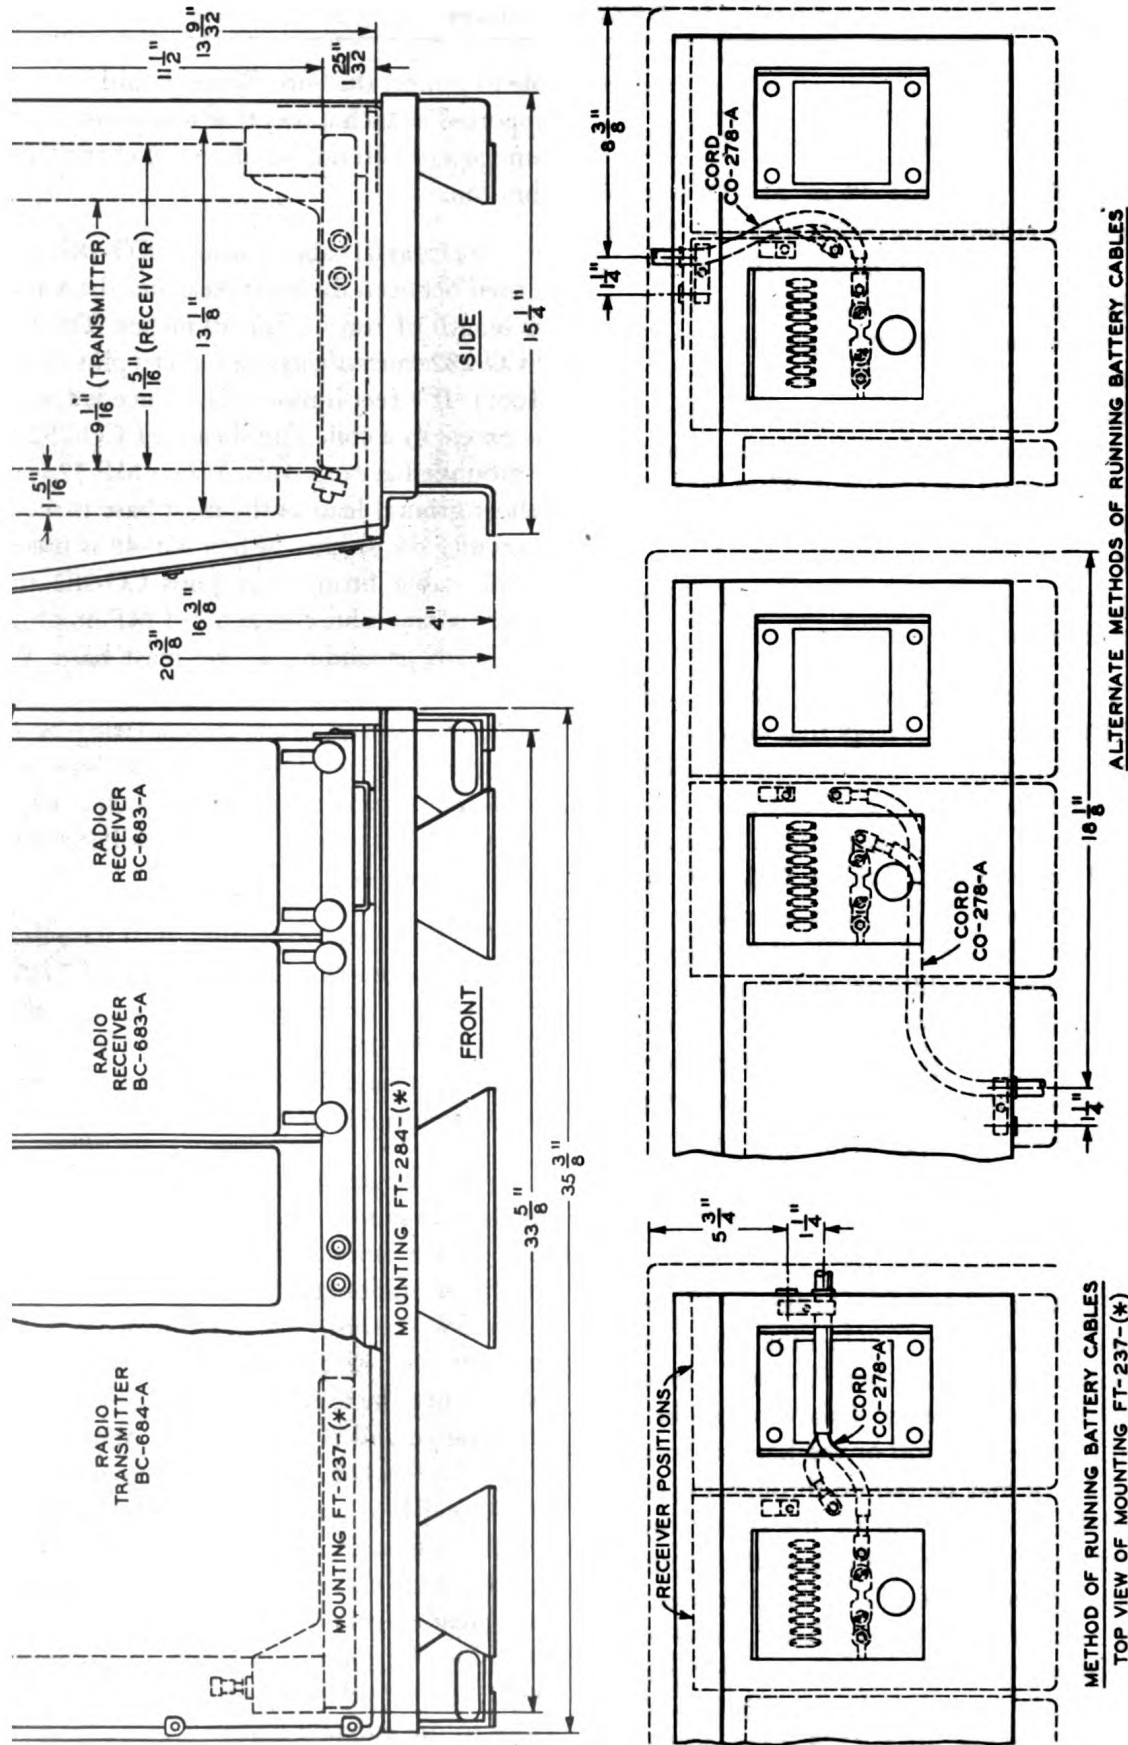 RADIO
TRANSMITTER
BC-684-A
RADIO
RECEIVER
BC-683-A
RADIO
RECEIVER
BC-683-A
MOUNTING FT-237-(*)
MOUNTING FT-284-(*)
FRONT
33 5/8"
35 3/8"
20 3/8"
16 3/8"
4"
5/16"
9 1/16" (TRANSMITTER)
11 5/16" (RECEIVER)
13 1/8"
11 1/2"
13 9/32"
1 25/32"
SIDE
15 1/4"
RECEIVER POSITIONS
5 3/4"
1 1/4"
CORD
CO-278-A
METHOD OF RUNNING BATTERY CABLES
TOP VIEW OF MOUNTING FT-237-(*)
CORD
CO-278-A
1 1/4"
18 1/8"
1 1/4"
8 3/8"
CORD
CO-278-A
ALTERNATE METHODS OF RUNNING BATTERY CABLES